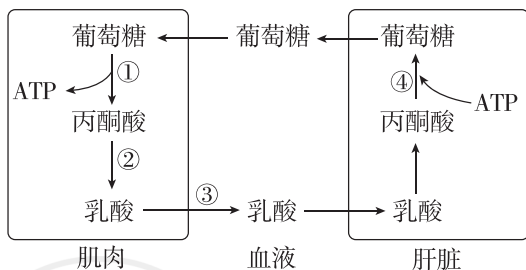 葡萄糖 葡萄糖 葡萄糖
① ④
ATP ATP
丙酮酸 丙酮酸
②
③
乳酸 乳酸 乳酸
肌肉 血液 肝脏